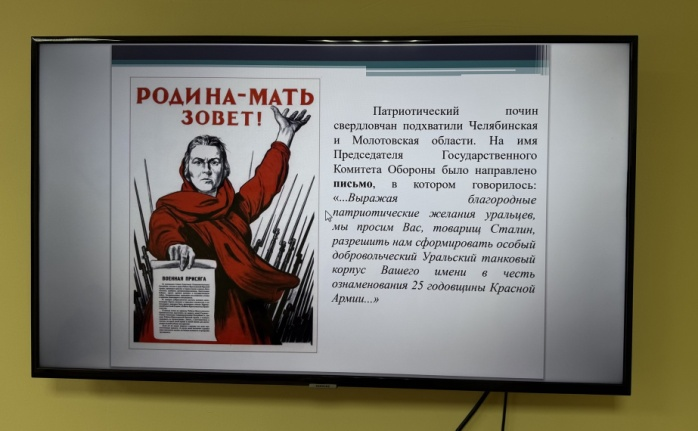 РОДИНА-МАТЬ
ЗОВЕТ!
ВОЕННАЯ ПРИСЯГА
Патриотический почин
свердловчан подхватили Челябинская
и Молотовская области. На имя
Председателя Государственного
Комитета Обороны было направлено
письмо, в котором говорилось:
«...Выражая благородные
патриотические желания уральцев,
мы просим Вас, товарищ Сталин,
разрешить нам сформировать особый
добровольческий Уральский танковый
корпус Вашего имени в честь
ознаменования 25 годовщины Красной
Армии...»